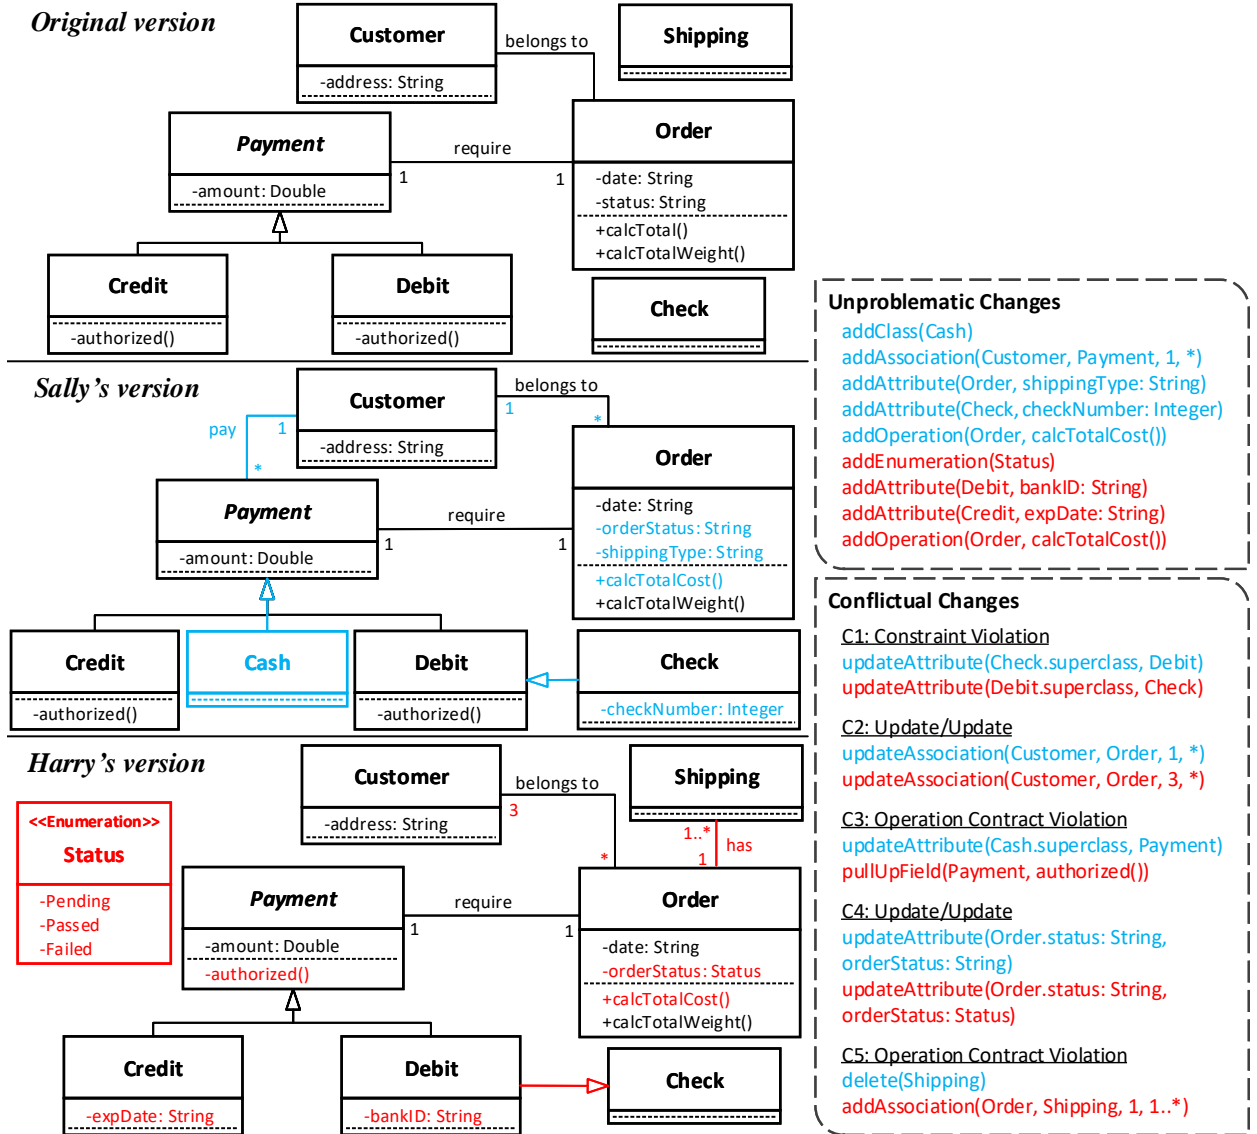 Original version
Customer
-address: String
belongs to
Shipping
Payment
-amount: Double
require
1
1
Order
-date: String
-status: String
+calcTotal()
+calcTotalWeight()
Credit
-authorized()
Debit
-authorized()
Check
Sally's version
Customer
-address: String
belongs to
1
*
pay
1
*
Payment
-amount: Double
require
1
1
Order
-date: String
-orderStatus: String
-shippingType: String
+calcTotalCost()
+calcTotalWeight()
Credit
-authorized()
Cash
Debit
-authorized()
Check
-checkNumber: Integer
Harry's version
Customer
-address: String
belongs to
3
*
Shipping
1..*
1
has
<<Enumeration>>
Status
-Pending
-Passed
-Failed
Payment
-amount: Double
-authorized()
require
1
1
Order
-date: String
-orderStatus: Status
+calcTotalCost()
+calcTotalWeight()
Credit
-expDate: String
Debit
-bankID: String
Check
Unproblematic Changes
addClass(Cash)
addAssociation(Customer, Payment, 1, *)
addAttribute(Order, shippingType: String)
addAttribute(Check, checkNumber: Integer)
addOperation(Order, calcTotalCost())
addEnumeration(Status)
addAttribute(Debit, bankID: String)
addAttribute(Credit, expDate: String)
addOperation(Order, calcTotalCost())
Conflictual Changes
C1: Constraint Violation
updateAttribute(Check.superclass, Debit)
updateAttribute(Debit.superclass, Check)
C2: Update/Update
updateAssociation(Customer, Order, 1, *)
updateAssociation(Customer, Order, 3, *)
C3: Operation Contract Violation
updateAttribute(Cash.superclass, Payment)
pullUpField(Payment, authorized())
C4: Update/Update
updateAttribute(Order.status: String,
orderStatus: String)
updateAttribute(Order.status: String,
orderStatus: Status)
C5: Operation Contract Violation
delete(Shipping)
addAssociation(Order, Shipping, 1, 1..*)